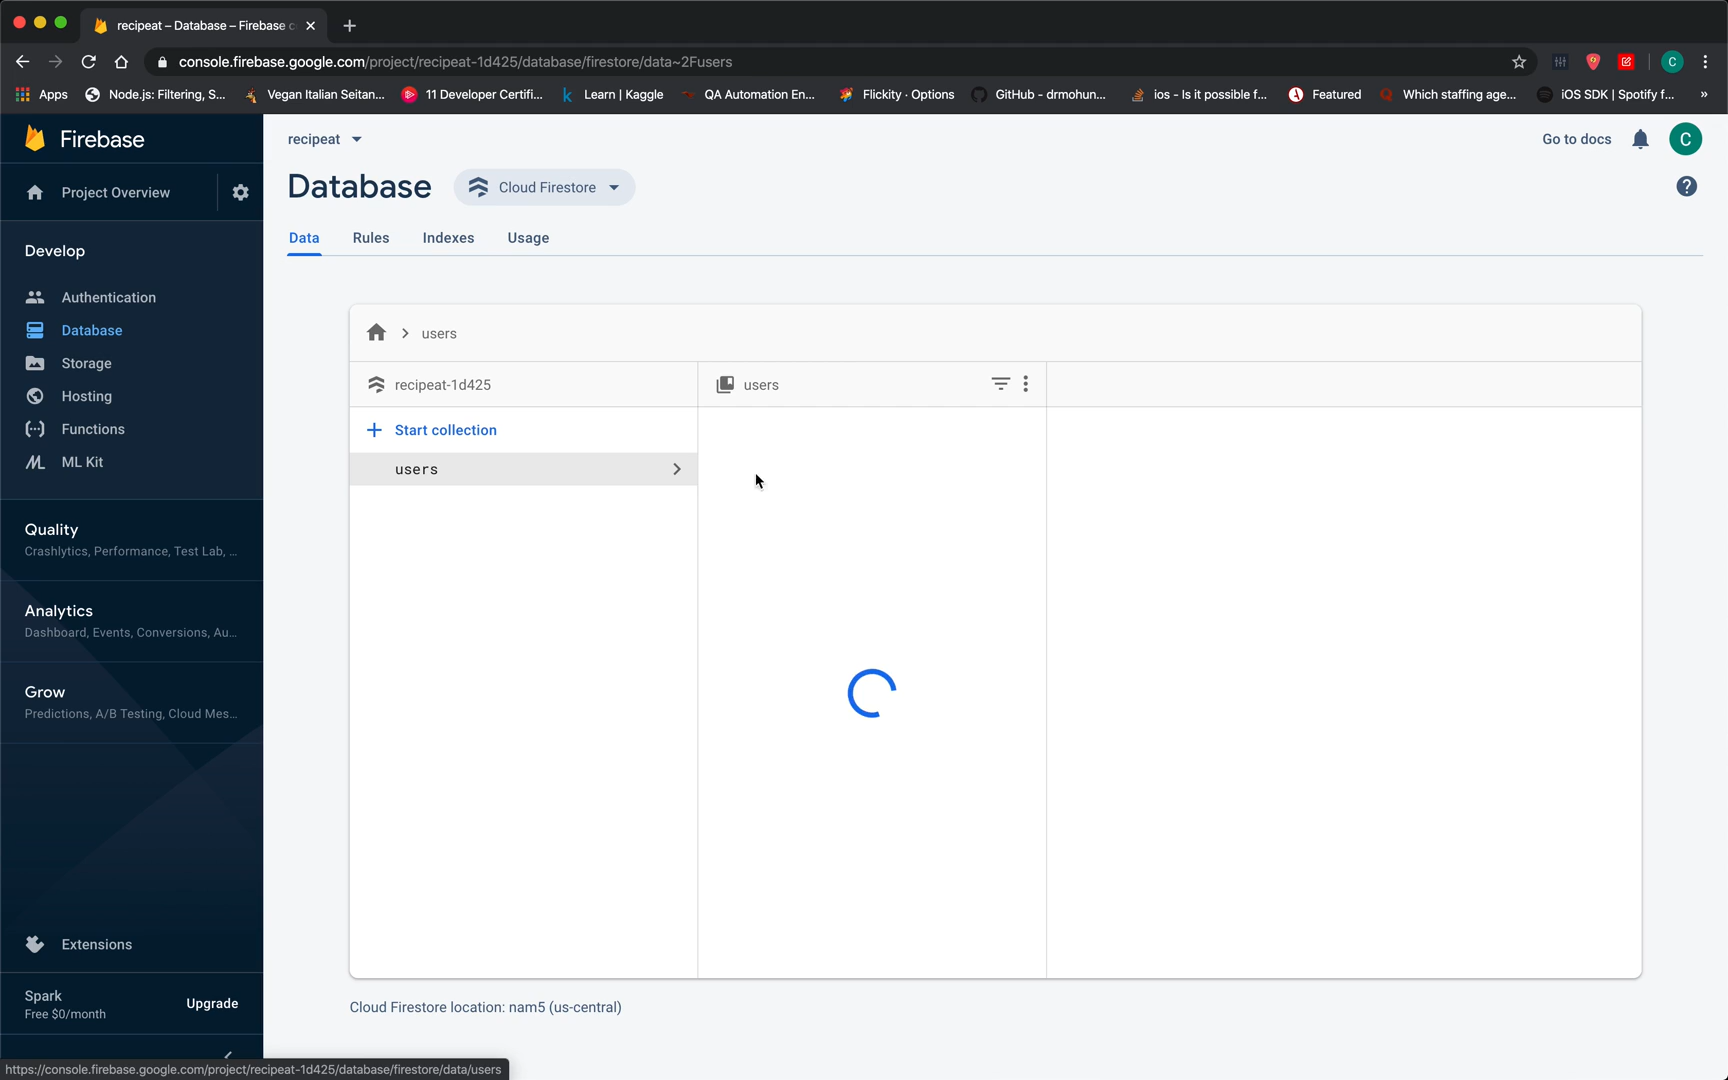 recipeat – Database – Firebase c
console.firebase.google.com/project/recipeat-1d425/database/firestore/data~2Fusers
C
Apps
Node.js: Filtering, S...
Vegan Italian Seitan...
11 Developer Certifi...
Learn | Kaggle
QA Automation En...
Flickity · Options
GitHub - drmohun...
ios - Is it possible f...
Featured
Which staffing age...
iOS SDK | Spotify f...
»
Firebase
recipeat
Go to docs
C
Project Overview
Database
Cloud Firestore
Data
Rules
Indexes
Usage
Develop
Authentication
Database
Storage
Hosting
Functions
ML Kit
Quality
Crashlytics, Performance, Test Lab, ...
Analytics
Dashboard, Events, Conversions, Au...
Grow
Predictions, A/B Testing, Cloud Mes...
Extensions
Spark
Free $0/month
Upgrade
users
recipeat-1d425
users
Start collection
users
Cloud Firestore location: nam5 (us-central)
https://console.firebase.google.com/project/recipeat-1d425/database/firestore/data/users